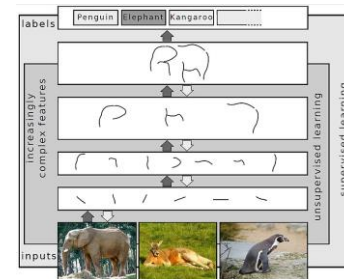 labels
Penguin Elephant Kangaroo
increasingly
complex features
unsupervised learning
supervised learning
inputs